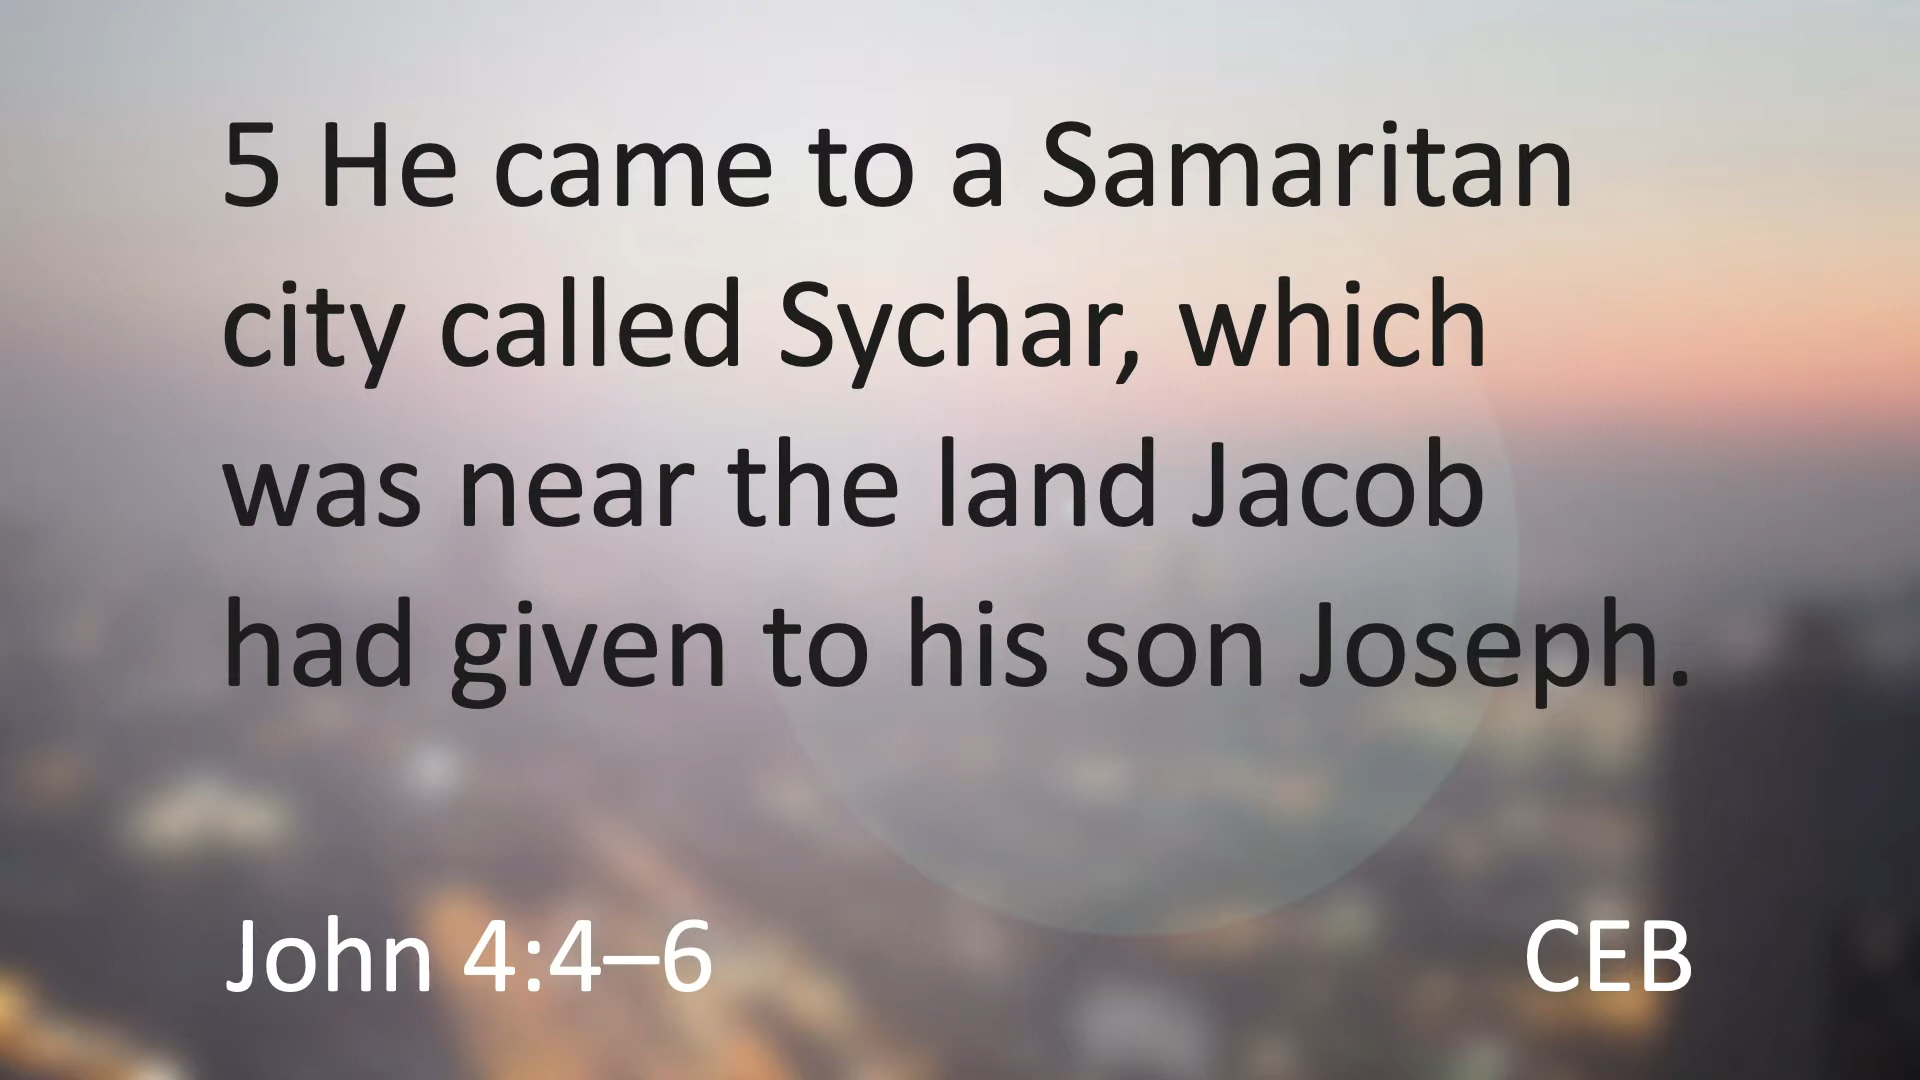 5 He came to a Samaritan
city called Sychar, which
was near the land Jacob
had given to his son Joseph.
John 4:4–6 CEB